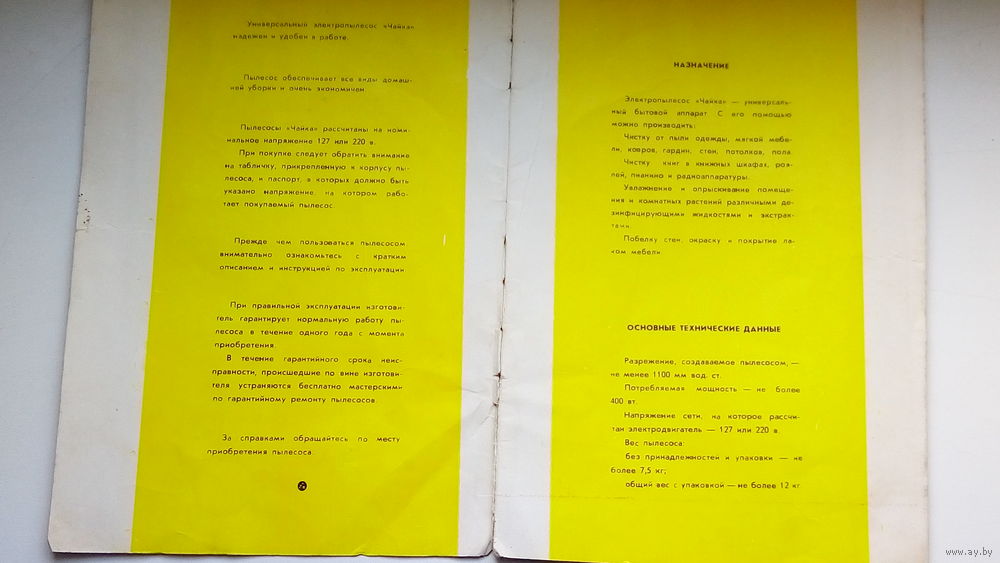 Универсальный электропылесос «Чайка»
надежен и удобен в работе.
Пылесос обеспечивает все виды домаш-
ней уборки и очень экономичен.
Пылесосы «Чайка» рассчитаны на номи-
нальное напряжение 127 или 220 в.
При покупке следует обратить внимание
на табличку, прикрепленную к корпусу пы-
лесоса, и паспорт, в которых должно быть
указано напряжение, на котором рабо-
тает покупаемый пылесос.
Прежде чем пользоваться пылесосом
внимательно ознакомьтесь с кратким
описанием и инструкцией по эксплуатации
При правильной эксплуатации изготови-
тель гарантирует нормальную работу пы-
лесоса в течение одного года с момента
приобретения.
В течение гарантийного срока неис-
правности, происшедшие по вине изготови-
теля устраняются бесплатно мастерскими
по гарантийному ремонту пылесосов.
За справками обращайтесь по месту
приобретения пылесоса.
НАЗНАЧЕНИЕ
Электропылесос «Чайка» — универсаль-
ный бытовой аппарат С его помощью
можно производить:
Чистку от пыли одежды, мягкой мебе-
ли, ковров, гардин, стен, потолков, пола.
Чистку книг в книжных шкафах, роя-
лей, пианино и радиоаппаратуры.
Увлажнение и опрыскивание помеще-
ния и комнатных растений различными де-
зинфицирующими жидкостями и экстрак-
тами.
Побелку стен, окраску и покрытие ла-
ком мебели.
ОСНОВНЫЕ ТЕХНИЧЕСКИЕ ДАННЫЕ
Разрежение, создаваемое пылесосом, —
не менее 1100 мм вод. ст.
Потребляемая мощность — не более
400 вт.
Напряжение сети, на которое рассчи-
тан электродвигатель — 127 или 220 в.
Вес пылесоса:
без принадлежностей и упаковки — не
более 7,5 кг;
общий вес с упаковкой — не более 12 кг
www.ay.by